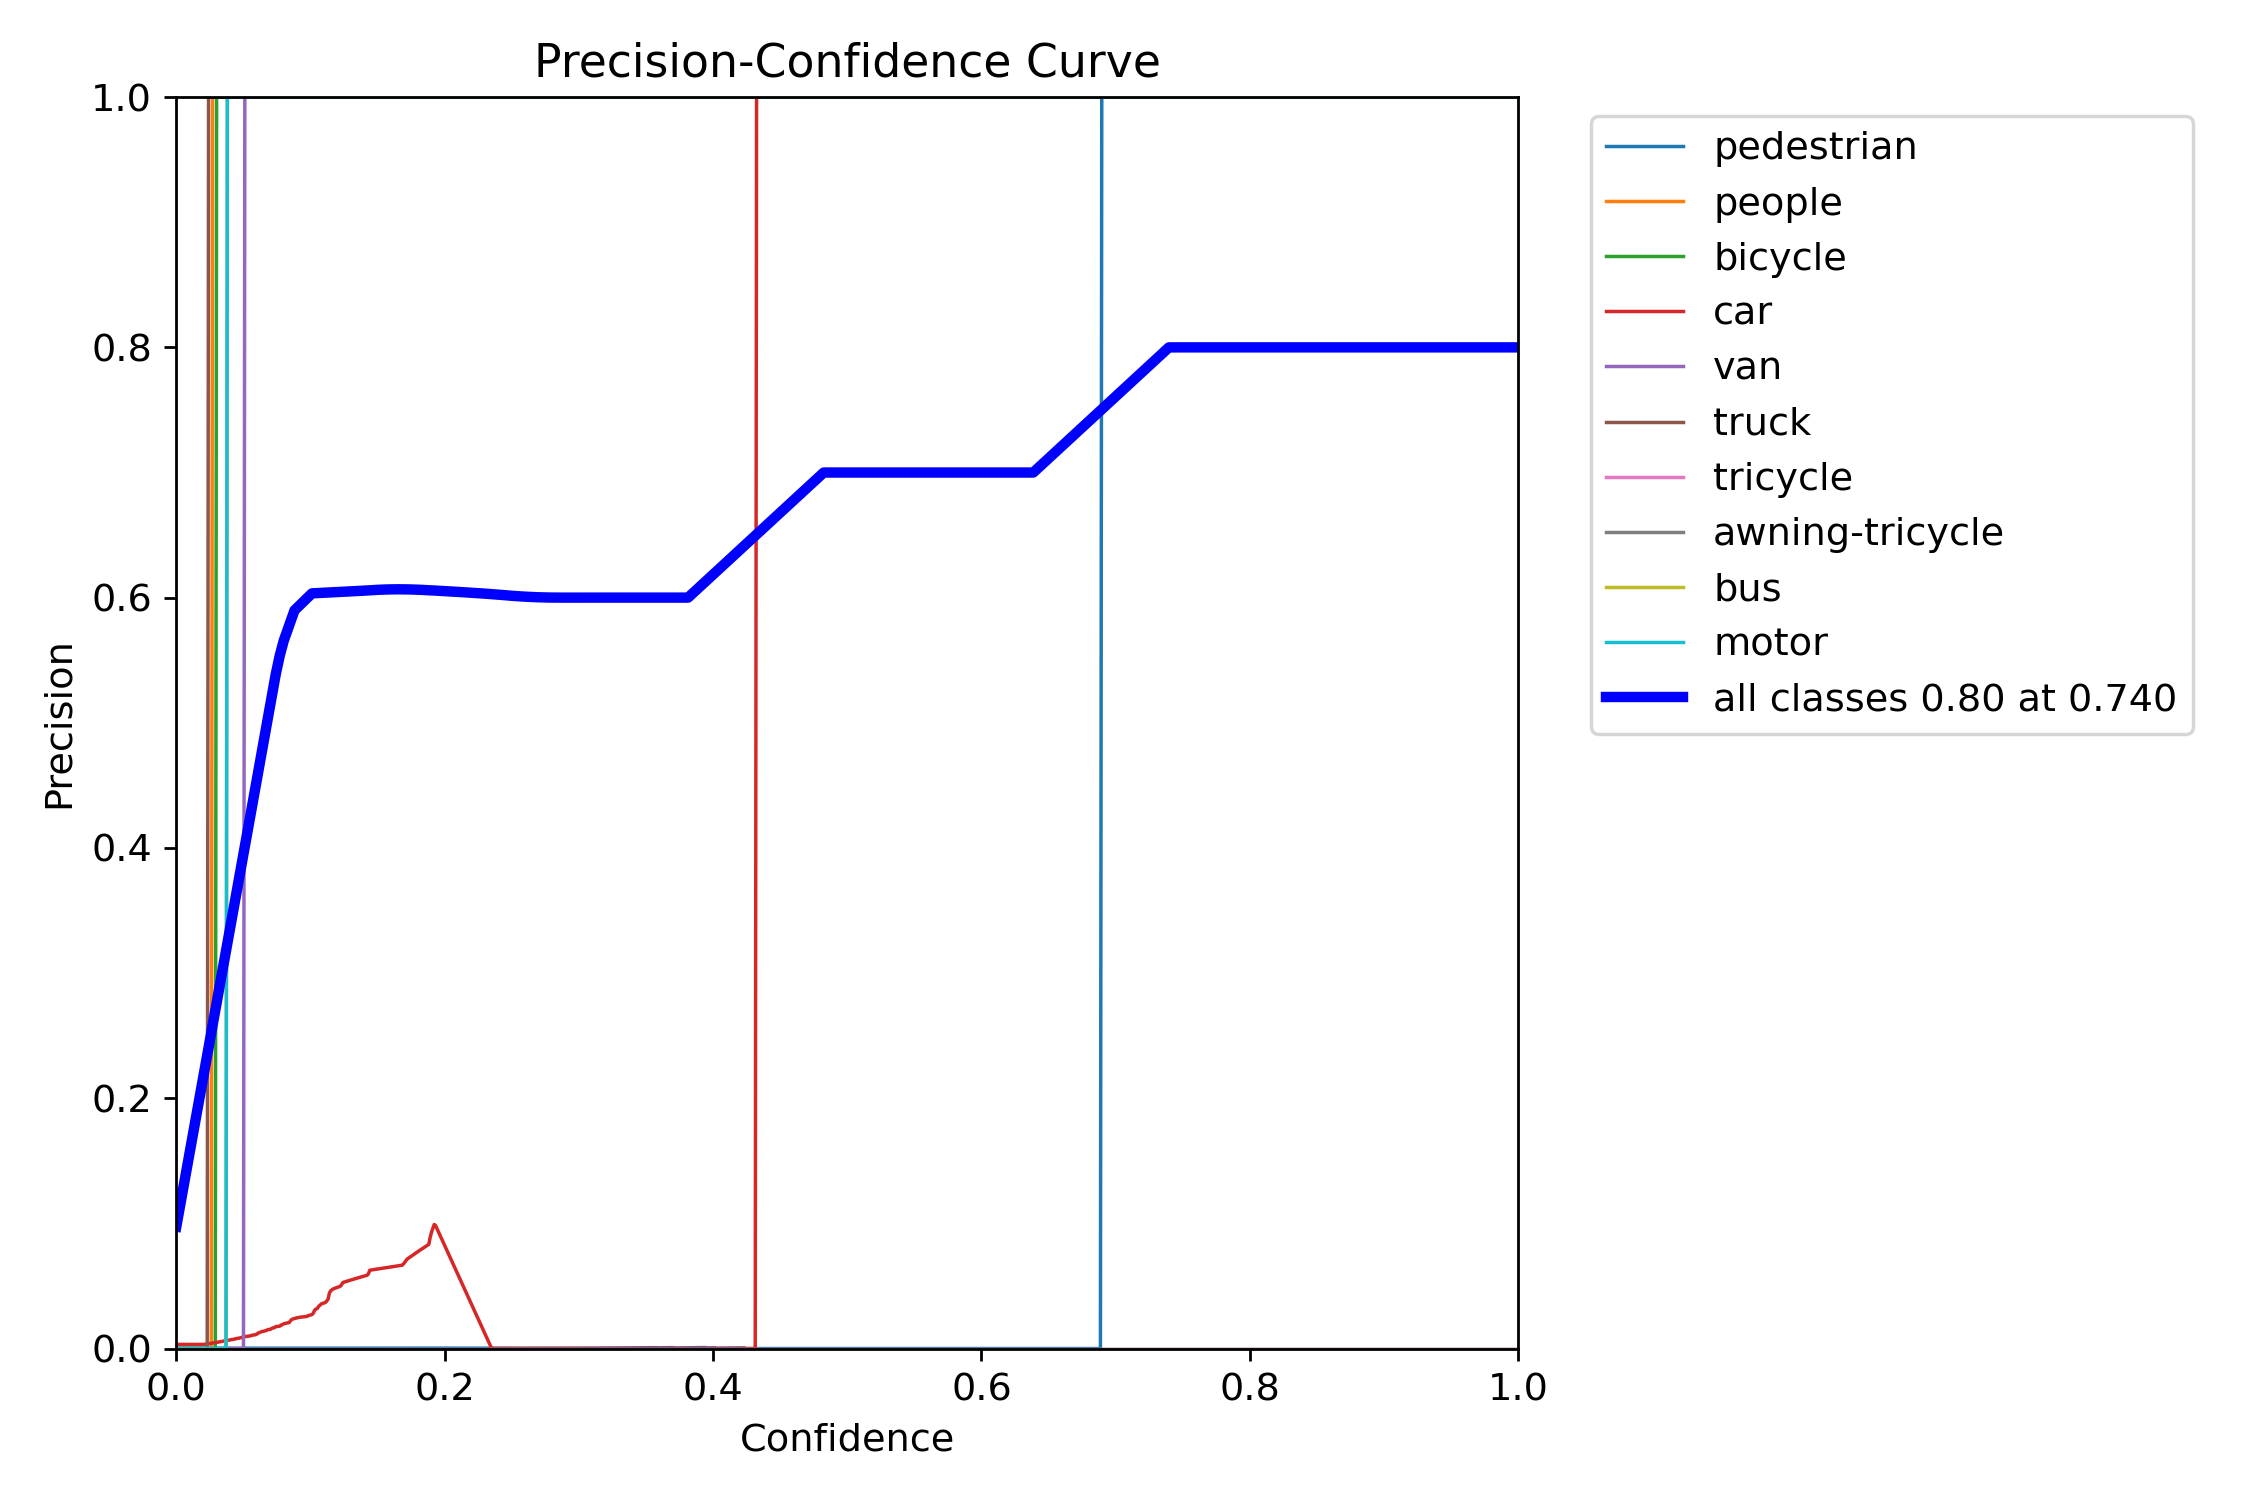 Precision-Confidence Curve
1.0
0.8
0.6
0.4
0.2
0.0
Precision
0.0 0.2 0.4 0.6 0.8 1.0
Confidence
pedestrian
people
bicycle
car
van
truck
tricycle
awning-tricycle
bus
motor
all classes 0.80 at 0.740